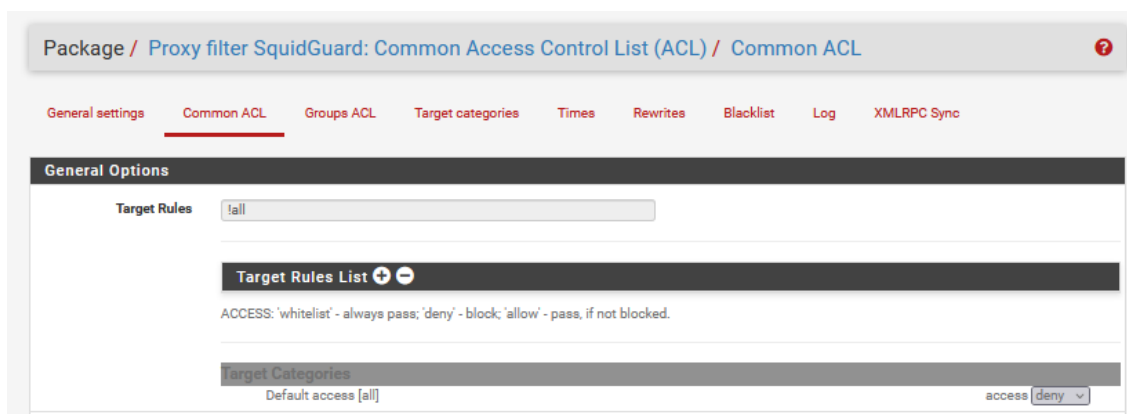 Package / Proxy filter SquidGuard: Common Access Control List (ACL) / Common ACL ?
General settings Common ACL Groups ACL Target categories Times Rewrites Blacklist Log XMLRPC Sync
General Options
Target Rules !all
Target Rules List + −
ACCESS: 'whitelist' - always pass; 'deny' - block; 'allow' - pass, if not blocked.
Target Categories
Default access [all] access deny